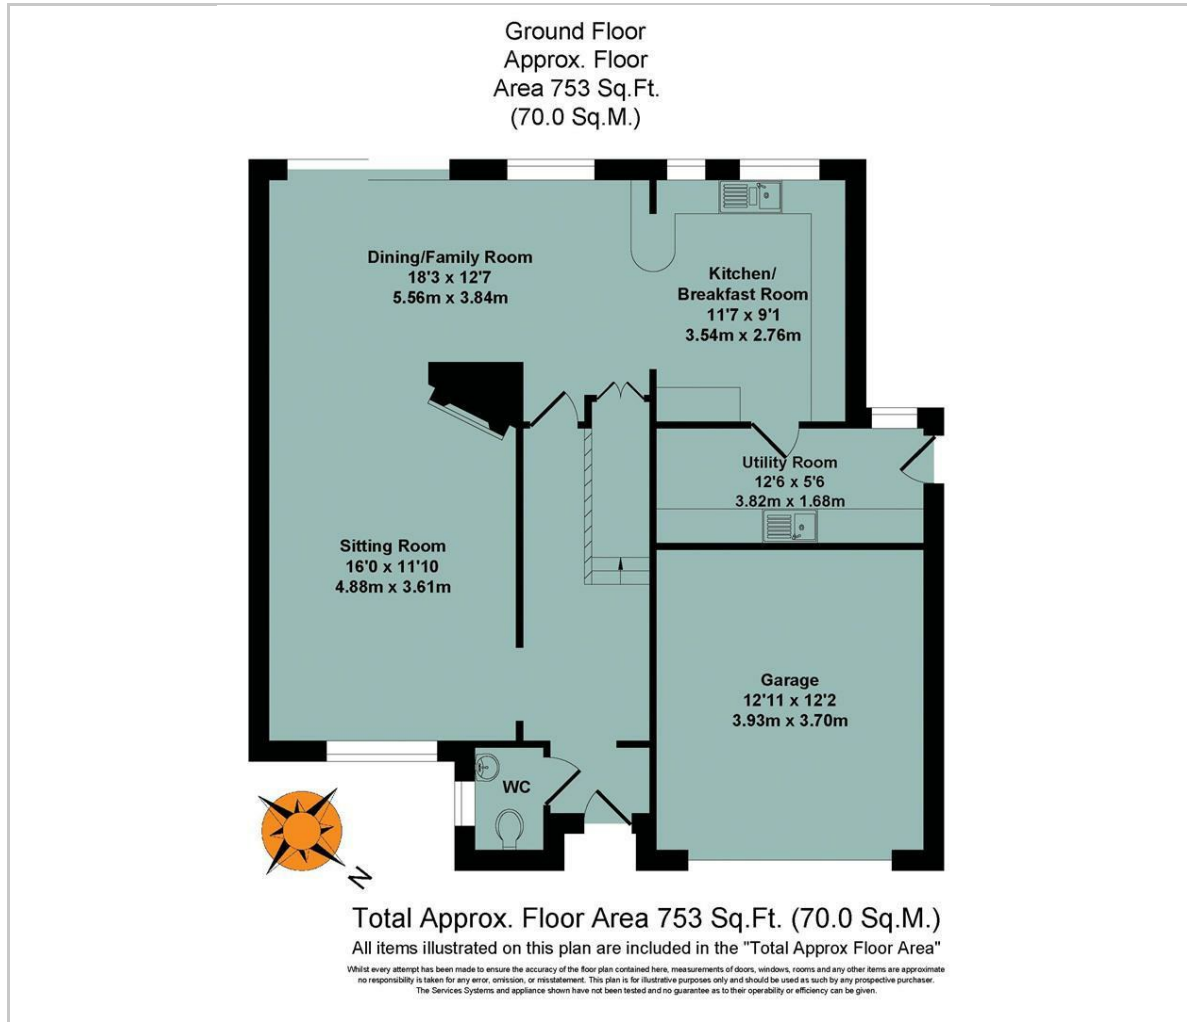 Ground Floor
Approx. Floor
Area 753 Sq.Ft.
(70.0 Sq.M.)
Dining/Family Room
18'3 x 12'7
5.56m x 3.84m
Kitchen/
Breakfast Room
11'7 x 9'1
3.54m x 2.76m
Utility Room
12'6 x 5'6
3.82m x 1.68m
Sitting Room
16'0 x 11'10
4.88m x 3.61m
Garage
12'11 x 12'2
3.93m x 3.70m
WC
N
Total Approx. Floor Area 753 Sq.Ft. (70.0 Sq.M.)
All items illustrated on this plan are included in the "Total Approx Floor Area"
Whilst every attempt has been made to ensure the accuracy of the floor plan contained here, measurements of doors, windows, rooms and any other items are approximate
no responsibility is taken for any error, omission, or misstatement. This plan is for illustrative purposes only and should be used as such by any prospective purchaser.
The Services Systems and appliance shown have not been tested and no guarantee as to their operability or efficiency can be given.